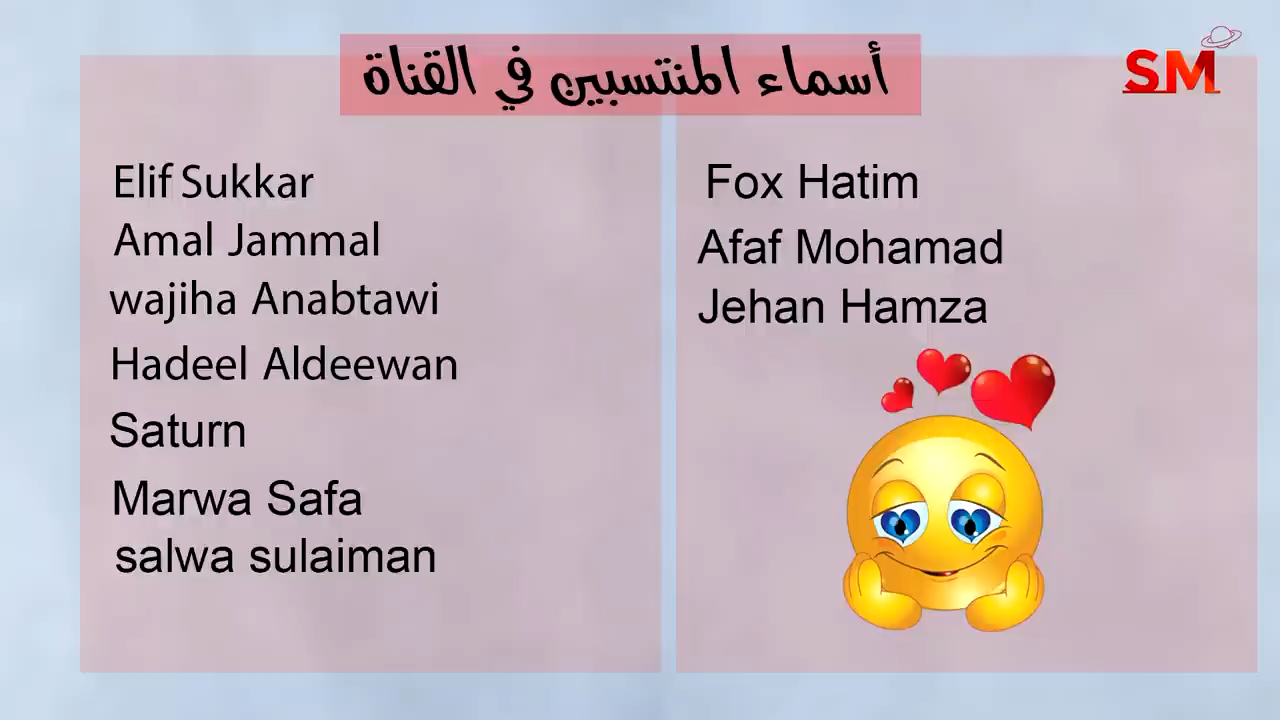 أسماء المنتسبين في القناة
SM
Elif Sukkar
Amal Jammal
wajiha Anabtawi
Hadeel Aldeewan
Saturn
Marwa Safa
salwa sulaiman
Fox Hatim
Afaf Mohamad
Jehan Hamza